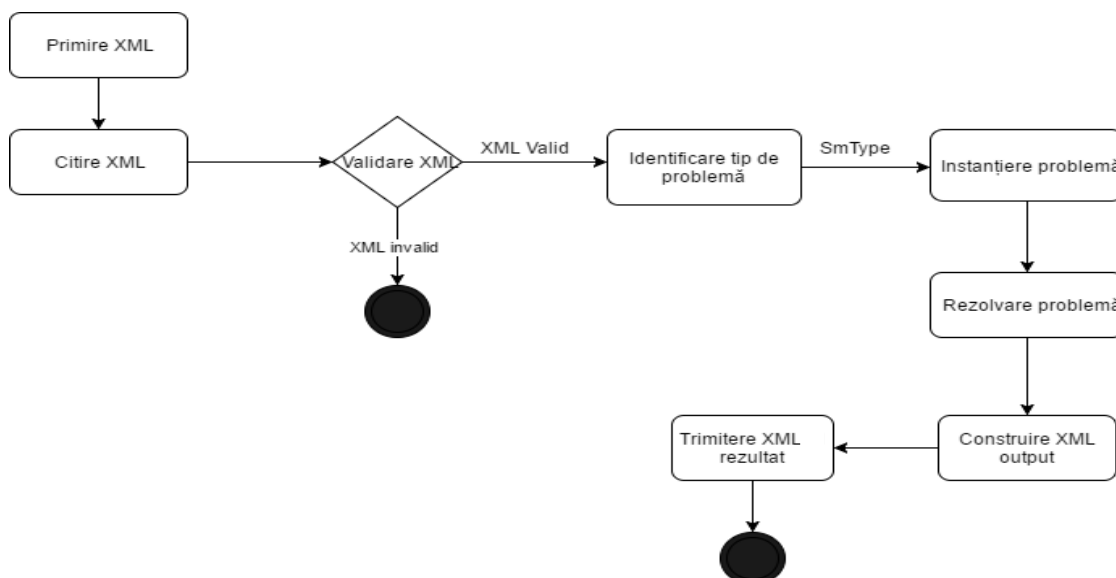 Primire XML
Citire XML
Validare XML
XML Valid
XML invalid
Identificare tip de
problemă
SmType
Instanțiere problemă
Rezolvare problemă
Construire XML
output
Trimitere XML
rezultat